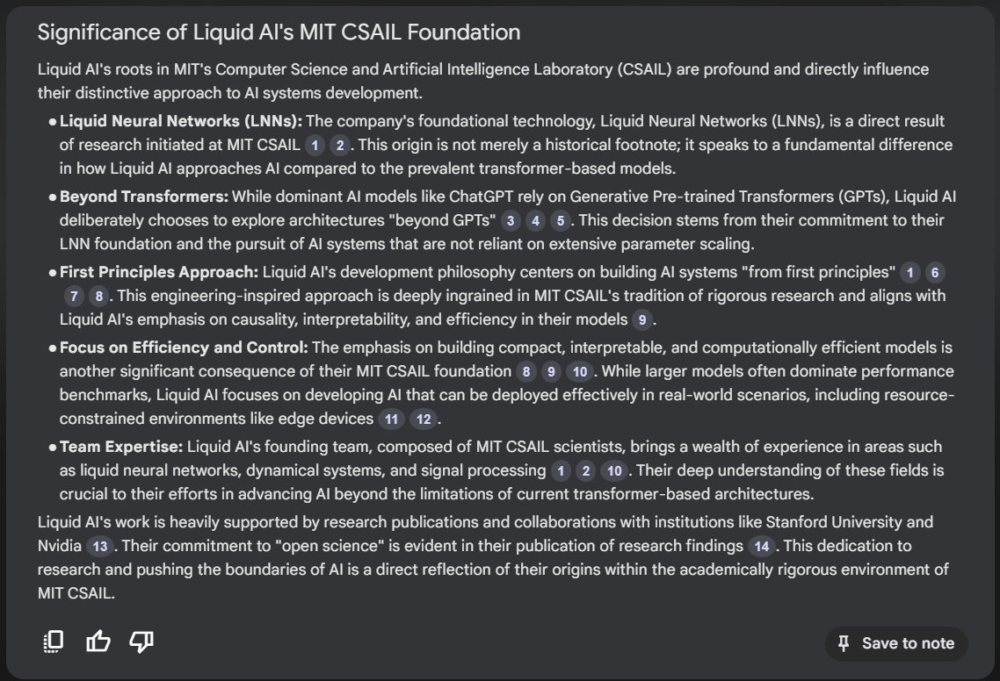 Significance of Liquid AI's MIT CSAIL Foundation
Liquid AI's roots in MIT's Computer Science and Artificial Intelligence Laboratory (CSAIL) are profound and directly influence
their distinctive approach to AI systems development.
● Liquid Neural Networks (LNNs): The company's foundational technology, Liquid Neural Networks (LNNs), is a direct result
of research initiated at MIT CSAIL 1 2. This origin is not merely a historical footnote; it speaks to a fundamental difference
in how Liquid AI approaches AI compared to the prevalent transformer-based models.
● Beyond Transformers: While dominant AI models like ChatGPT rely on Generative Pre-trained Transformers (GPTs), Liquid AI
deliberately chooses to explore architectures "beyond GPTs" 3 4 5. This decision stems from their commitment to their
LNN foundation and the pursuit of AI systems that are not reliant on extensive parameter scaling.
● First Principles Approach: Liquid AI's development philosophy centers on building AI systems "from first principles" 1 6
7 8. This engineering-inspired approach is deeply ingrained in MIT CSAIL's tradition of rigorous research and aligns with
Liquid AI's emphasis on causality, interpretability, and efficiency in their models 9.
● Focus on Efficiency and Control: The emphasis on building compact, interpretable, and computationally efficient models is
another significant consequence of their MIT CSAIL foundation 8 9 10. While larger models often dominate performance
benchmarks, Liquid AI focuses on developing AI that can be deployed effectively in real-world scenarios, including resource-
constrained environments like edge devices 11 12.
● Team Expertise: Liquid AI's founding team, composed of MIT CSAIL scientists, brings a wealth of experience in areas such
as liquid neural networks, dynamical systems, and signal processing 1 2 10. Their deep understanding of these fields is
crucial to their efforts in advancing AI beyond the limitations of current transformer-based architectures.
Liquid AI's work is heavily supported by research publications and collaborations with institutions like Stanford University and
Nvidia 13. Their commitment to "open science" is evident in their publication of research findings 14. This dedication to
research and pushing the boundaries of AI is a direct reflection of their origins within the academically rigorous environment of
MIT CSAIL.
Save to note